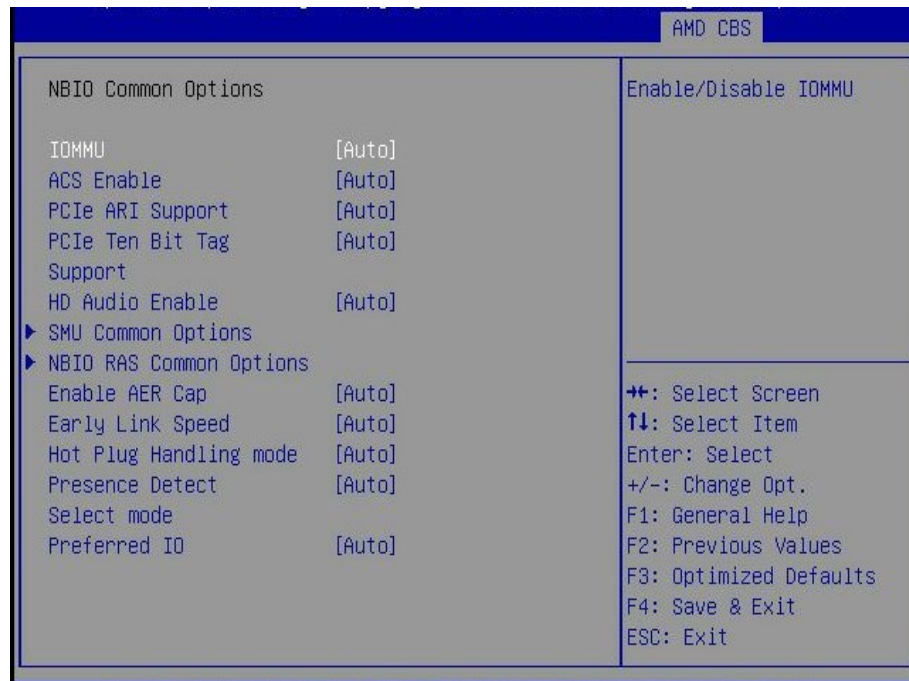 AMD CBS
NBIO Common Options
IOMMU [Auto]
ACS Enable [Auto]
PCIe ARI Support [Auto]
PCIe Ten Bit Tag [Auto]
Support
HD Audio Enable [Auto]
SMU Common Options
NBIO RAS Common Options
Enable AER Cap [Auto]
Early Link Speed [Auto]
Hot Plug Handling mode [Auto]
Presence Detect [Auto]
Select mode
Preferred IO [Auto]
Enable/Disable IOMMU
→←: Select Screen
↑↓: Select Item
Enter: Select
+/-: Change Opt.
F1: General Help
F2: Previous Values
F3: Optimized Defaults
F4: Save & Exit
ESC: Exit